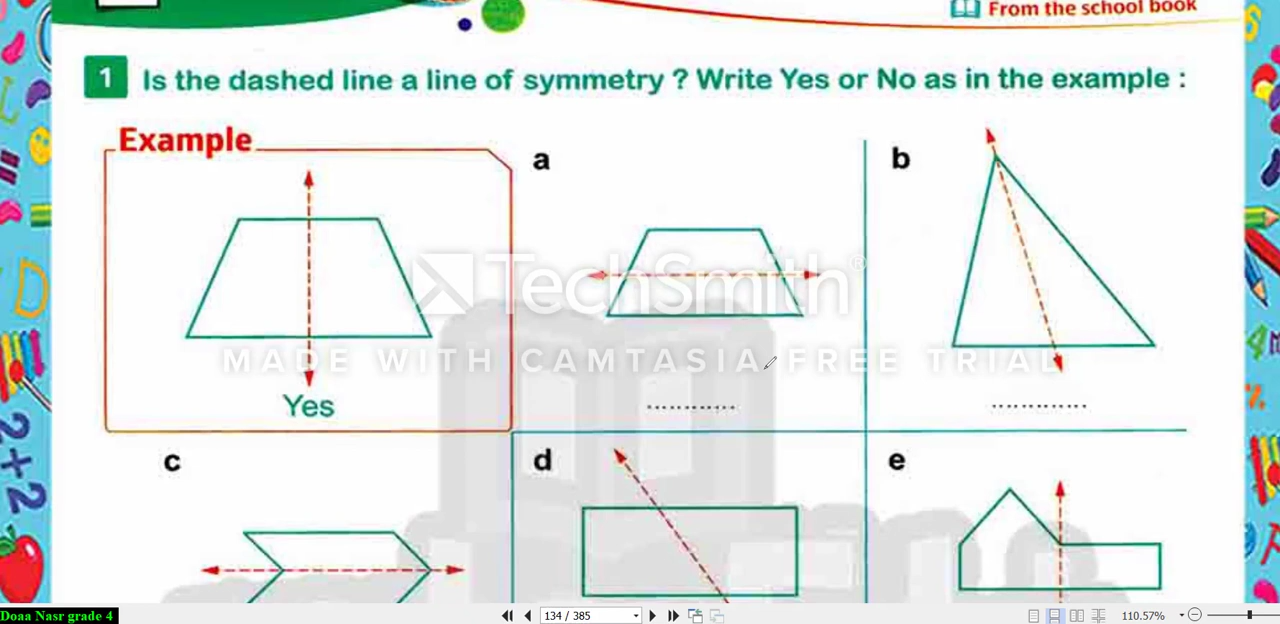 From the school book
1 Is the dashed line a line of symmetry ? Write Yes or No as in the example :
Example
a
b
TechSmith®
MADE WITH CAMTASIA FREE TRIAL
Yes
............
............
c
d
e
Doaa Nasr grade 4
134 / 385
110.57%